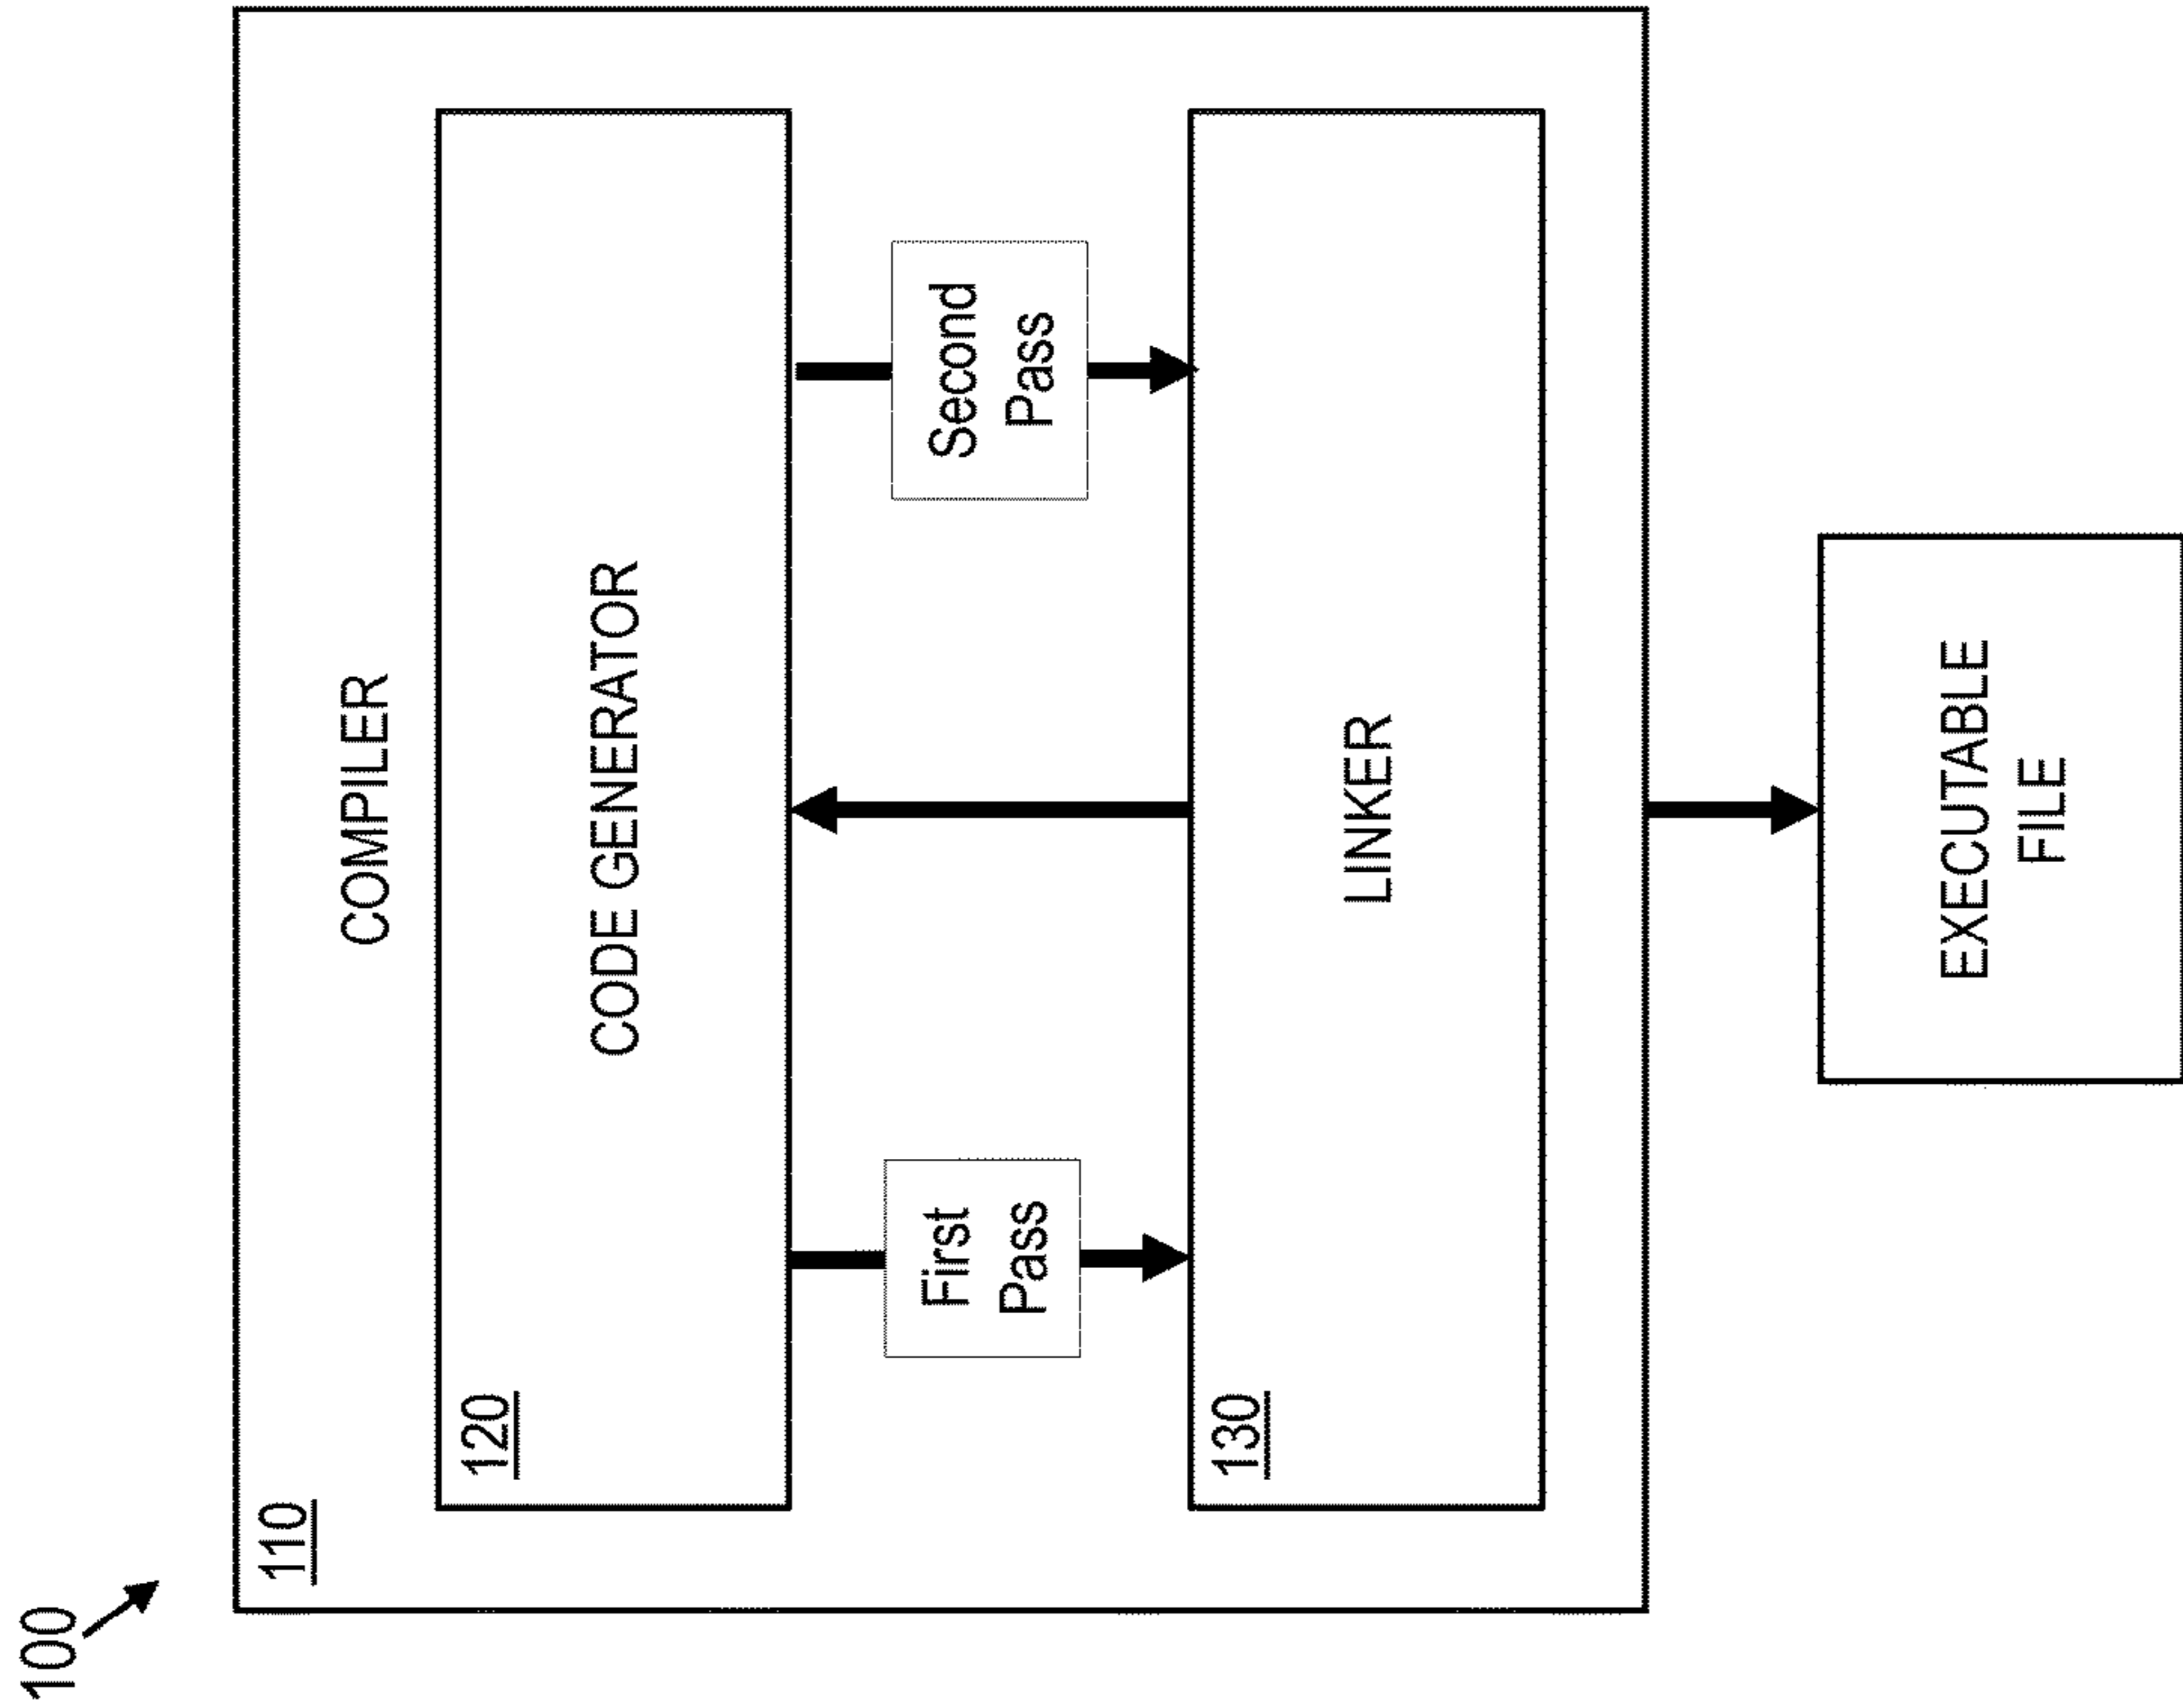 100
110
COMPILER
120
CODE GENERATOR
First
Pass
Second
Pass
130
LINKER
EXECUTABLE
FILE